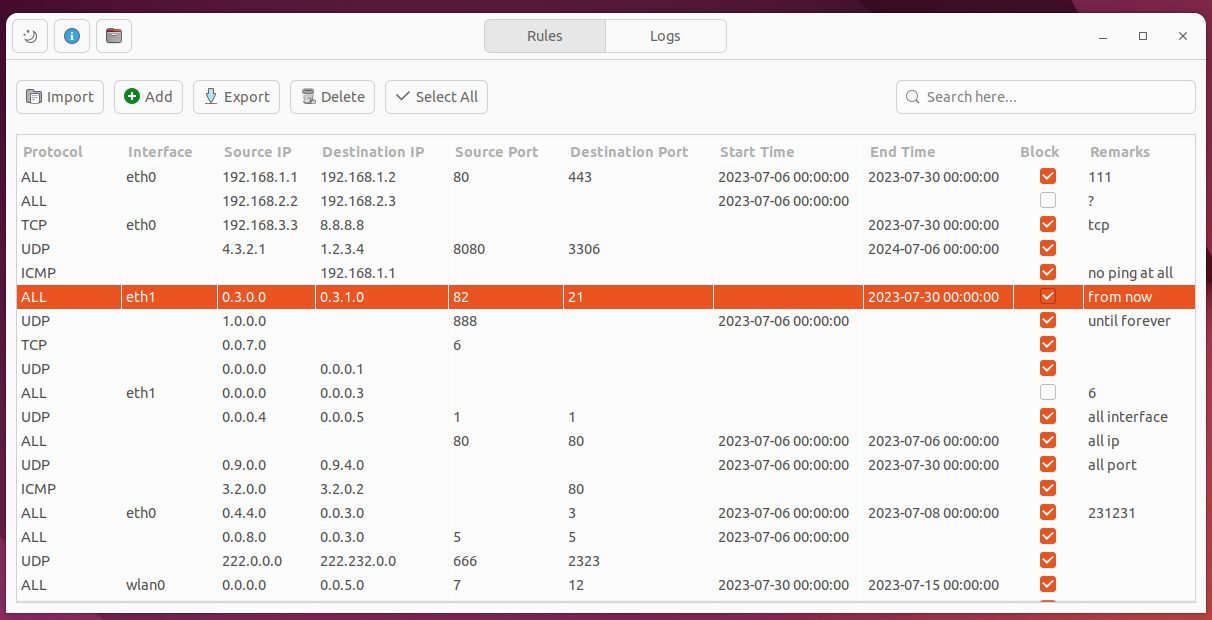 Rules Logs
Import Add Export Delete Select All Search here...
Protocol Interface Source IP Destination IP Source Port Destination Port Start Time End Time Block Remarks
ALL eth0 192.168.1.1 192.168.1.2 80 443 2023-07-06 00:00:00 2023-07-30 00:00:00 111
ALL 192.168.2.2 192.168.2.3 2023-07-06 00:00:00 ?
TCP eth0 192.168.3.3 8.8.8.8 2023-07-30 00:00:00 tcp
UDP 4.3.2.1 1.2.3.4 8080 3306 2024-07-06 00:00:00
ICMP 192.168.1.1 no ping at all
ALL eth1 0.3.0.0 0.3.1.0 82 21 2023-07-30 00:00:00 from now
UDP 1.0.0.0 888 2023-07-06 00:00:00 until forever
TCP 0.0.7.0 6
UDP 0.0.0.0 0.0.0.1
ALL eth1 0.0.0.0 0.0.0.3 6
UDP 0.0.0.4 0.0.0.5 1 1 all interface
ALL 80 80 2023-07-06 00:00:00 2023-07-06 00:00:00 all ip
UDP 0.9.0.0 0.9.4.0 2023-07-06 00:00:00 2023-07-30 00:00:00 all port
ICMP 3.2.0.0 3.2.0.2 80
ALL eth0 0.4.4.0 0.0.3.0 3 2023-07-06 00:00:00 2023-07-08 00:00:00 231231
ALL 0.0.8.0 0.0.3.0 5 5 2023-07-06 00:00:00
UDP 222.0.0.0 222.232.0.0 666 2323
ALL wlan0 0.0.0.0 0.0.5.0 7 12 2023-07-30 00:00:00 2023-07-15 00:00:00